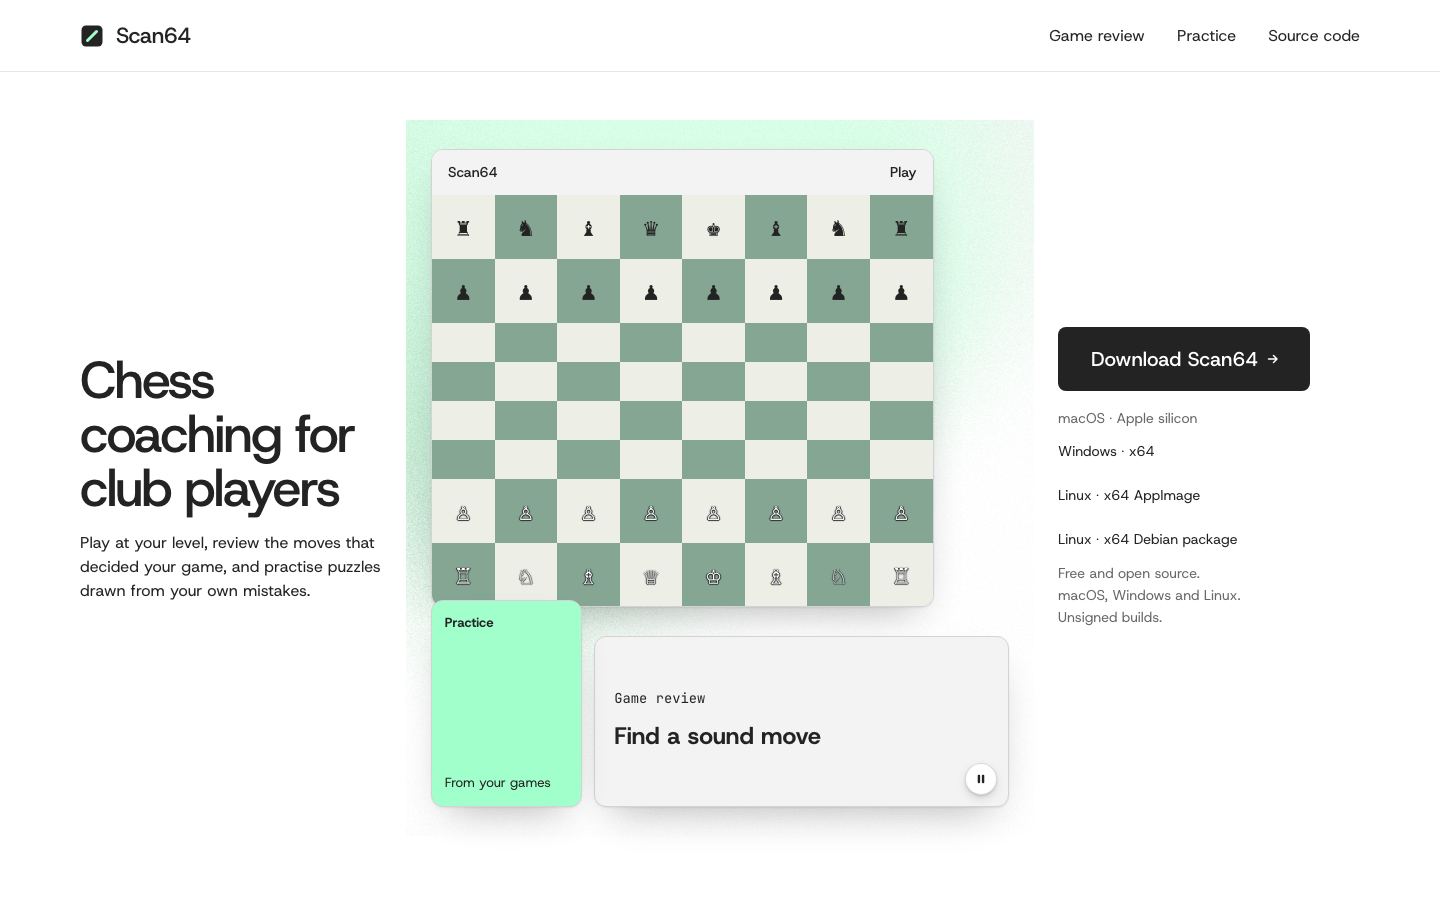 Scan64
Game review
Practice
Source code
Chess
coaching for
club players
Play at your level, review the moves that
decided your game, and practise puzzles
drawn from your own mistakes.
Scan64
Play
Practice
From your games
Game review
Find a sound move
Download Scan64 →
macOS · Apple silicon
Windows · x64
Linux · x64 AppImage
Linux · x64 Debian package
Free and open source.
macOS, Windows and Linux.
Unsigned builds.